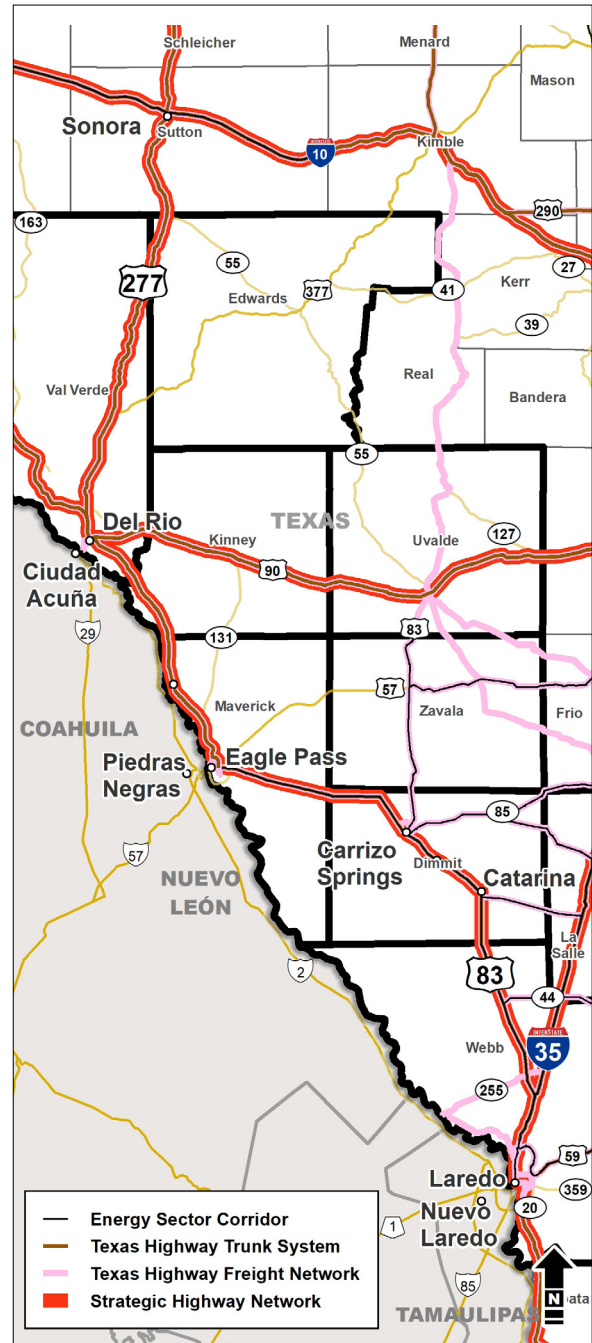 Schleicher
Menard
Mason
Sonora
Sutton
INTERSTATE
10
Kimble
163
290
55
277
27
Kerr
Edwards
377
41
39
Val Verde
Real
Bandera
55
TEXAS
Del Rio
Kinney
Uvalde
127
90
Ciudad
Acuña
29
131
83
57
Maverick
Zavala
Frio
COAHUILA
Piedras
Negras
Eagle Pass
85
57
Carrizo
Springs
Dimmit
Catarina
NUEVO
LEÓN
La
Salle
2
83
44
INTERSTATE
35
Webb
255
59
Laredo
359
Nuevo
Laredo
20
1
85
TAMAULIPAS
N
ata
Energy Sector Corridor
Texas Highway Trunk System
Texas Highway Freight Network
Strategic Highway Network